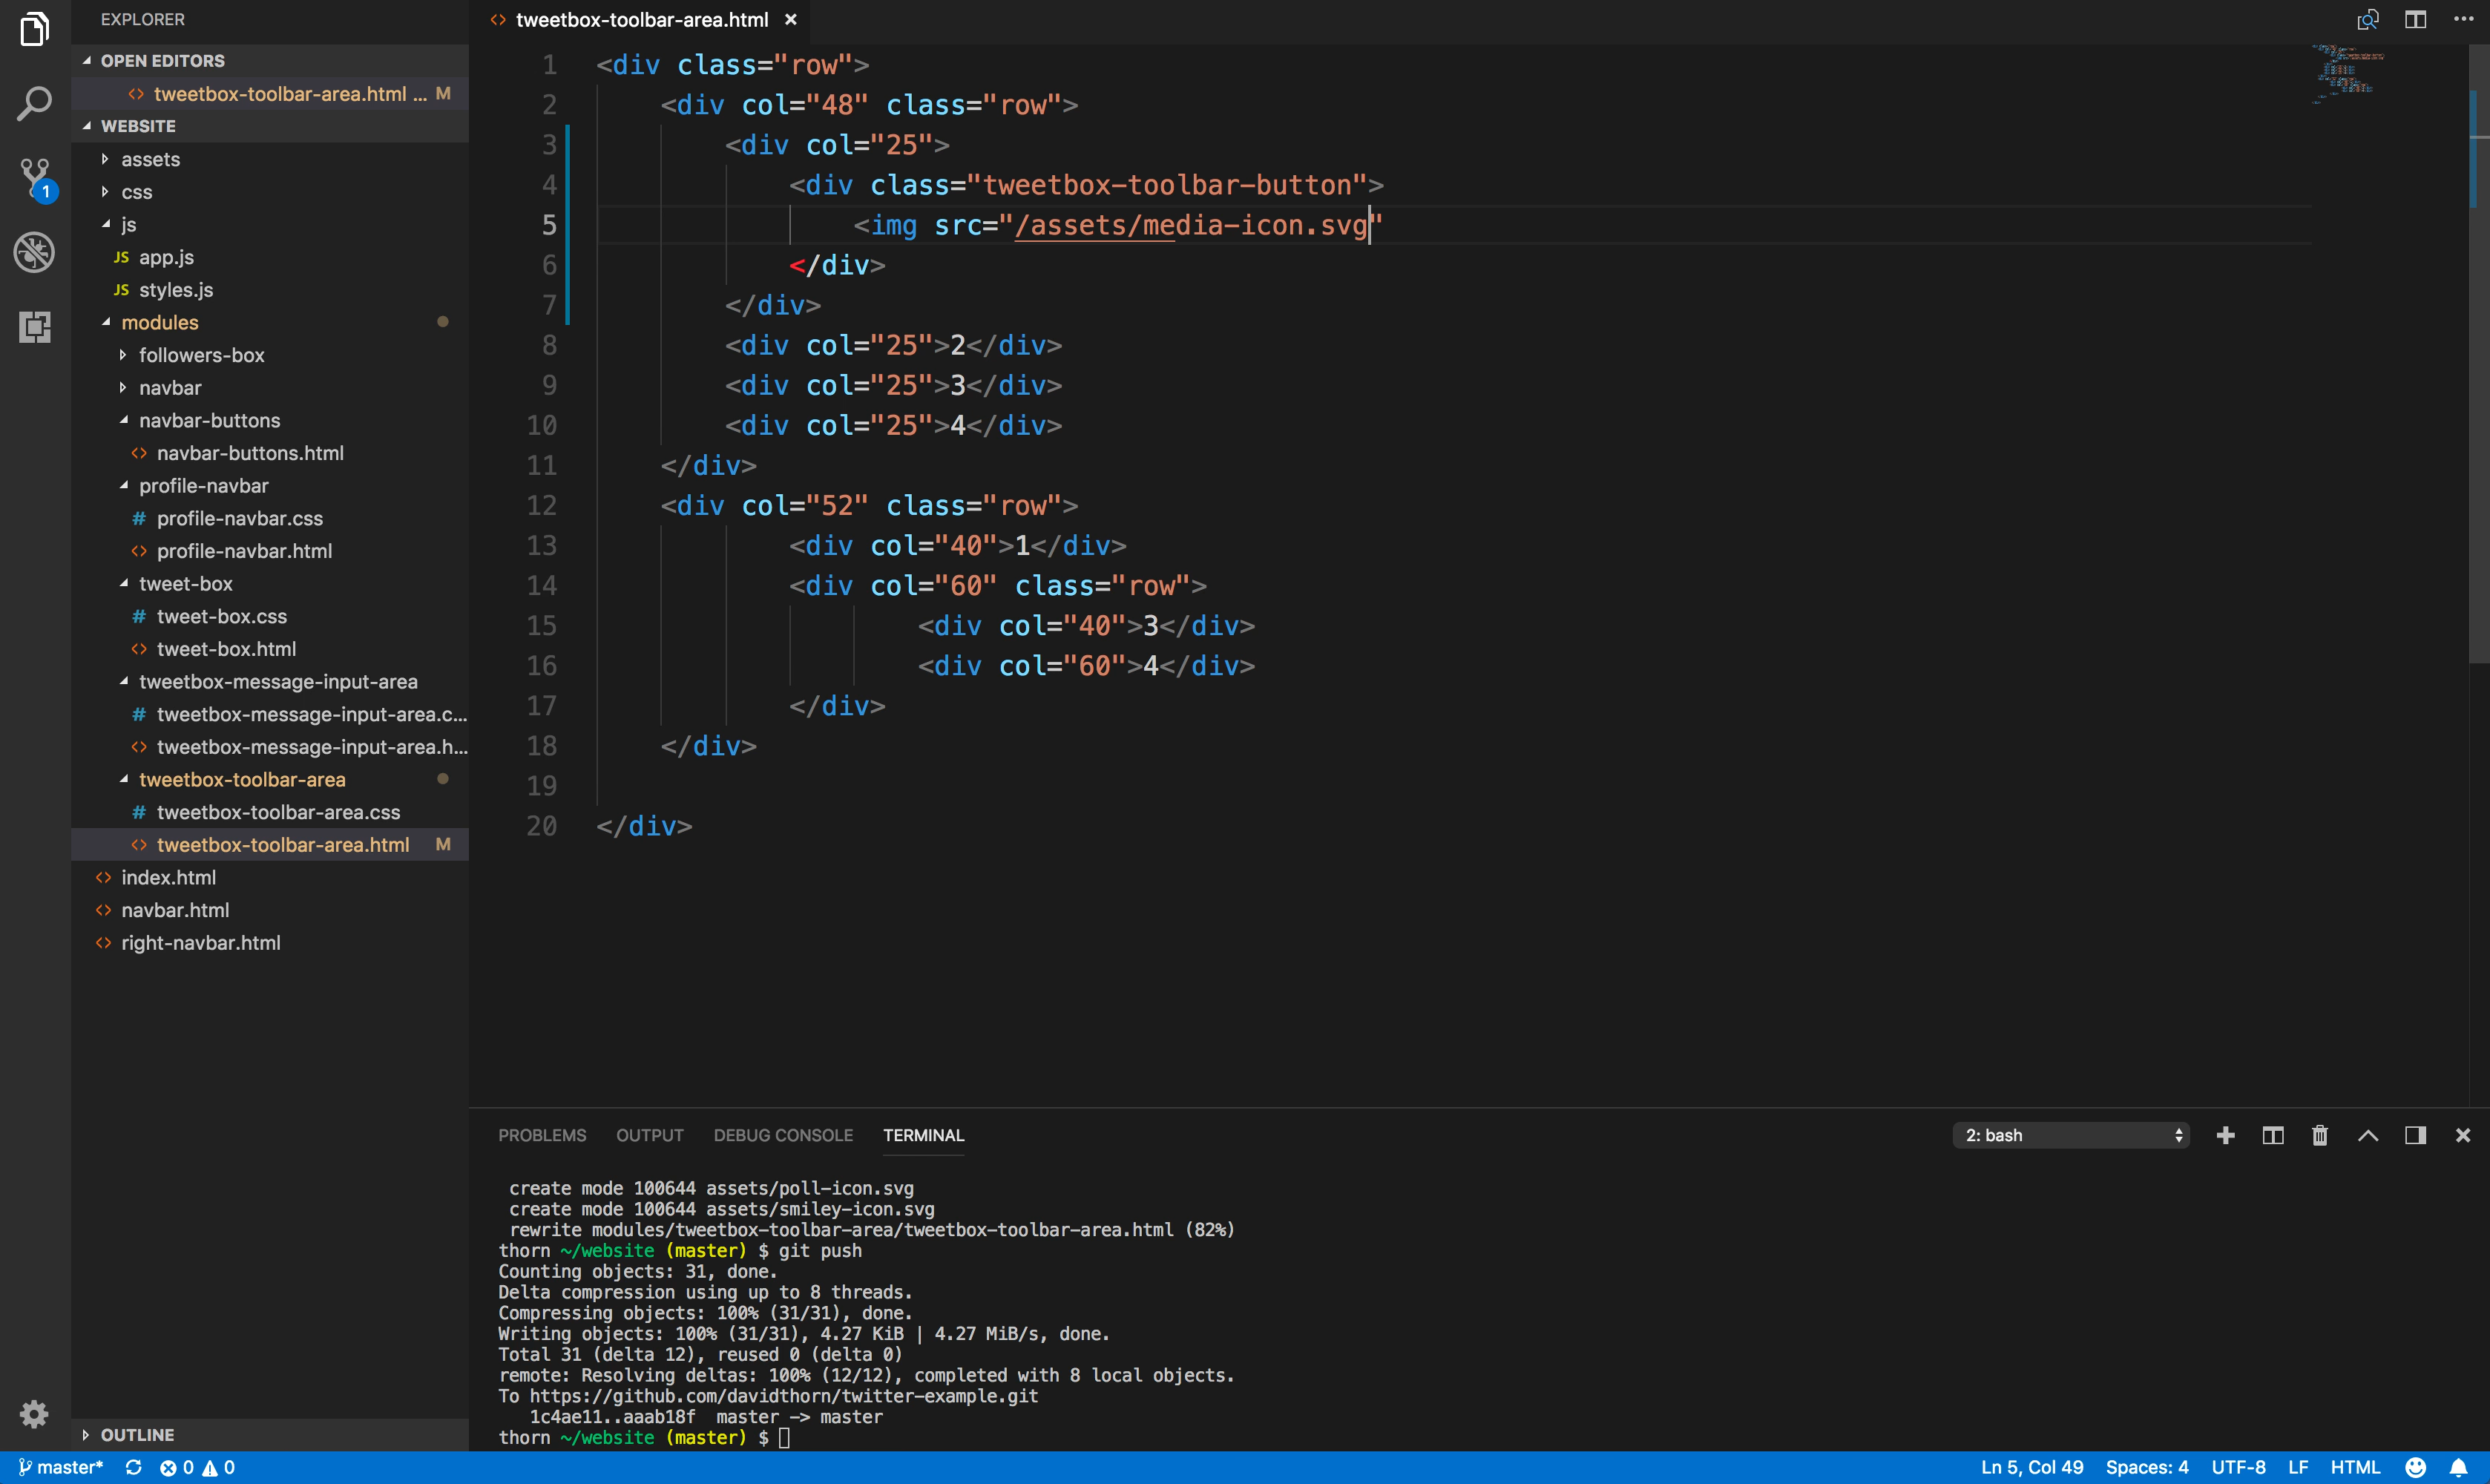 EXPLORER
OPEN EDITORS
tweetbox-toolbar-area.html ... M
WEBSITE
assets
css
js
JS app.js
JS styles.js
modules
followers-box
navbar
navbar-buttons
<> navbar-buttons.html
profile-navbar
# profile-navbar.css
<> profile-navbar.html
tweet-box
# tweet-box.css
<> tweet-box.html
tweetbox-message-input-area
# tweetbox-message-input-area.c...
<> tweetbox-message-input-area.h...
tweetbox-toolbar-area
# tweetbox-toolbar-area.css
<> tweetbox-toolbar-area.html M
<> index.html
<> navbar.html
<> right-navbar.html
OUTLINE
1
<> tweetbox-toolbar-area.html ×
1 <div class="row">
2 <div col="48" class="row">
3 <div col="25">
4 <div class="tweetbox-toolbar-button">
5 <img src="/assets/media-icon.svg"
6 </div>
7 </div>
8 <div col="25">2</div>
9 <div col="25">3</div>
10 <div col="25">4</div>
11 </div>
12 <div col="52" class="row">
13 <div col="40">1</div>
14 <div col="60" class="row">
15 <div col="40">3</div>
16 <div col="60">4</div>
17 </div>
18 </div>
19
20 </div>
PROBLEMS OUTPUT DEBUG CONSOLE TERMINAL 2: bash
create mode 100644 assets/poll-icon.svg
create mode 100644 assets/smiley-icon.svg
rewrite modules/tweetbox-toolbar-area/tweetbox-toolbar-area.html (82%)
thorn ~/website (master) $ git push
Counting objects: 31, done.
Delta compression using up to 8 threads.
Compressing objects: 100% (31/31), done.
Writing objects: 100% (31/31), 4.27 KiB | 4.27 MiB/s, done.
Total 31 (delta 12), reused 0 (delta 0)
remote: Resolving deltas: 100% (12/12), completed with 8 local objects.
To https://github.com/davidthorn/twitter-example.git
1c4ae11..aaab18f master -> master
thorn ~/website (master) $
master* 0 0 Ln 5, Col 49 Spaces: 4 UTF-8 LF HTML